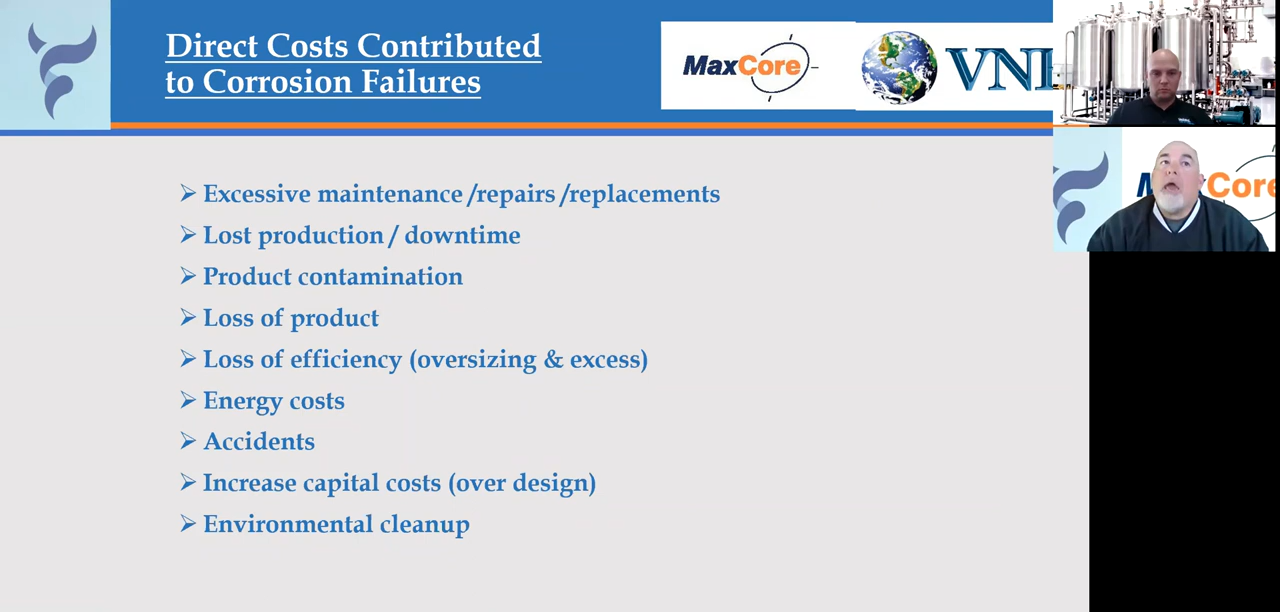 Direct Costs Contributed
to Corrosion Failures
MaxCore
➢ Excessive maintenance /repairs /replacements
➢ Lost production / downtime
➢ Product contamination
➢ Loss of product
➢ Loss of efficiency (oversizing & excess)
➢ Energy costs
➢ Accidents
➢ Increase capital costs (over design)
➢ Environmental cleanup